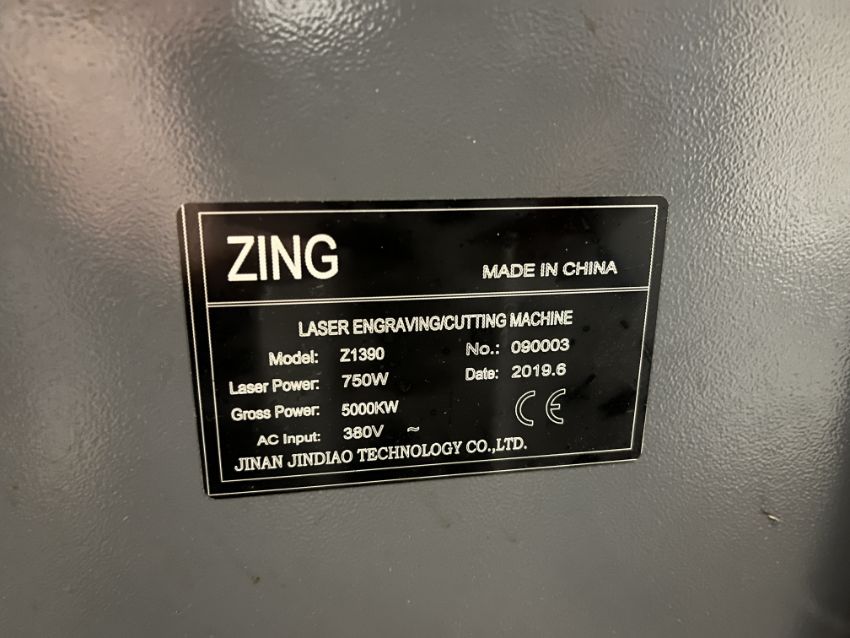 ZING
MADE IN CHINA
LASER ENGRAVING/CUTTING MACHINE
Model: Z1390 No.: 090003
Laser Power: 750W Date: 2019.6
Gross Power: 5000KW CE
AC Input: 380V ~
JINAN JINDIAO TECHNOLOGY CO.,LTD.